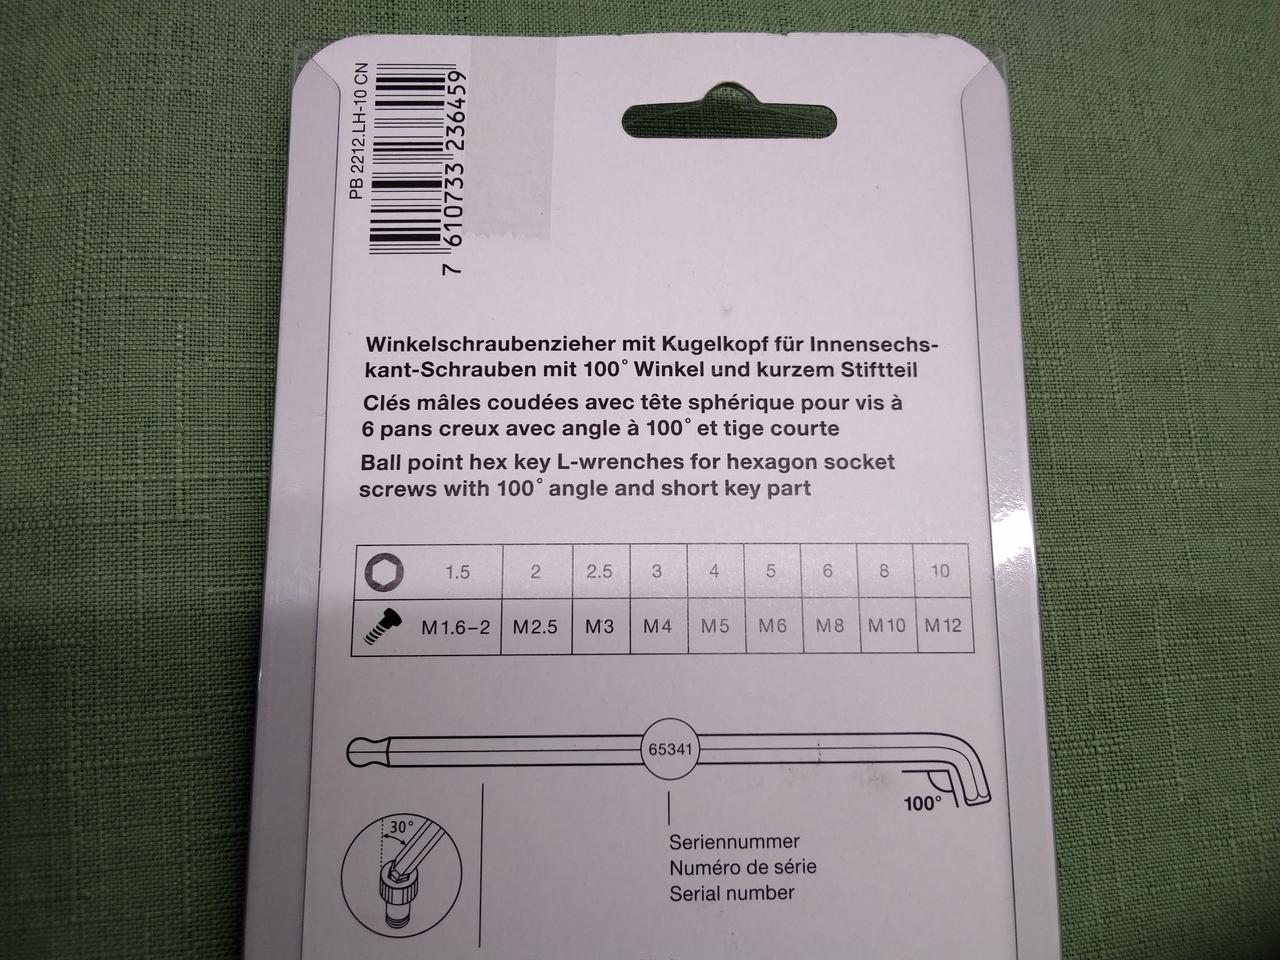 PB 2212.LH-10 CN
7 610733 236459
Winkelschraubenzieher mit Kugelkopf für Innensechs-
kant-Schrauben mit 100° Winkel und kurzem Stiftteil
Clés mâles coudées avec tête sphérique pour vis à
6 pans creux avec angle à 100° et tige courte
Ball point hex key L-wrenches for hexagon socket
screws with 100° angle and short key part
1.5 2 2.5 3 4 5 6 8 10
M1.6–2 M2.5 M3 M4 M5 M6 M8 M10 M12
65341
100°
30°
Seriennummer
Numéro de série
Serial number